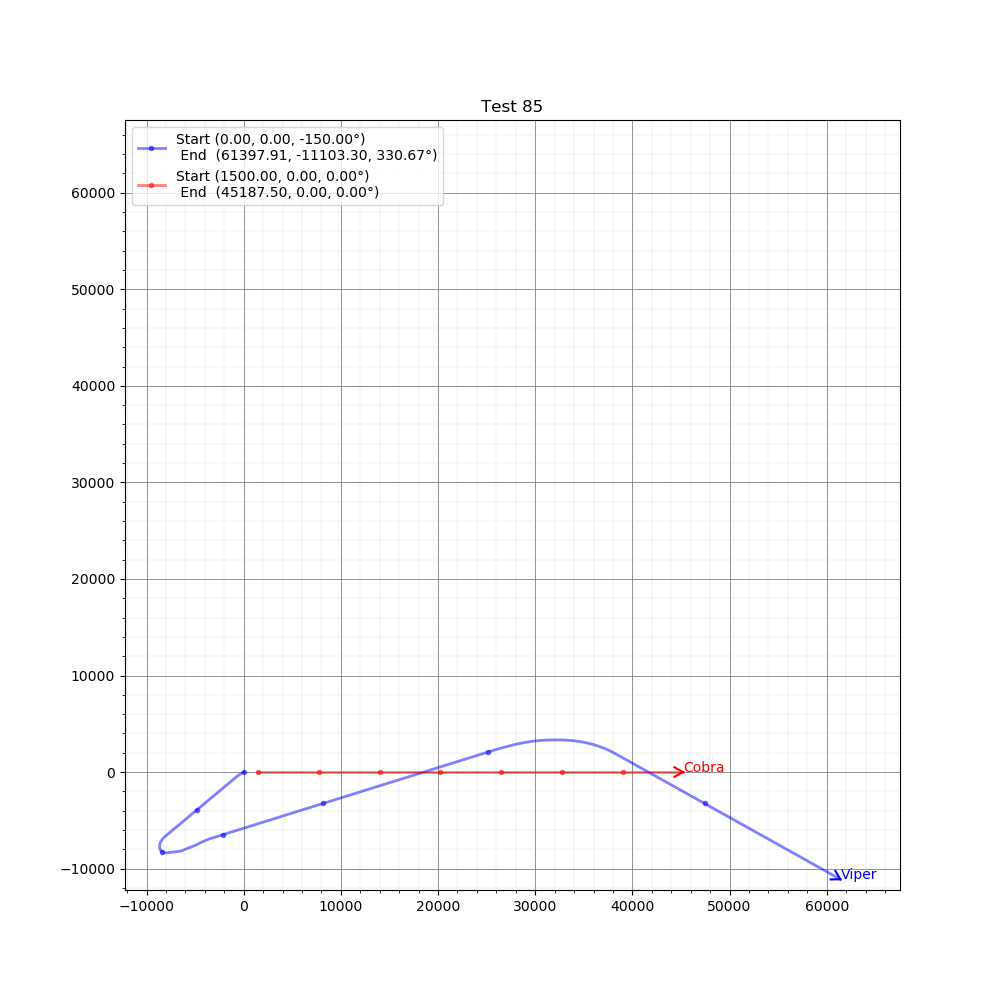 Test 85
Start (0.00, 0.00, -150.00°)
End  (61397.91, -11103.30, 330.67°)
Start (1500.00, 0.00, 0.00°)
End  (45187.50, 0.00, 0.00°)
60000
50000
40000
30000
20000
10000
0
−10000
Cobra
Viper
−10000 0 10000 20000 30000 40000 50000 60000